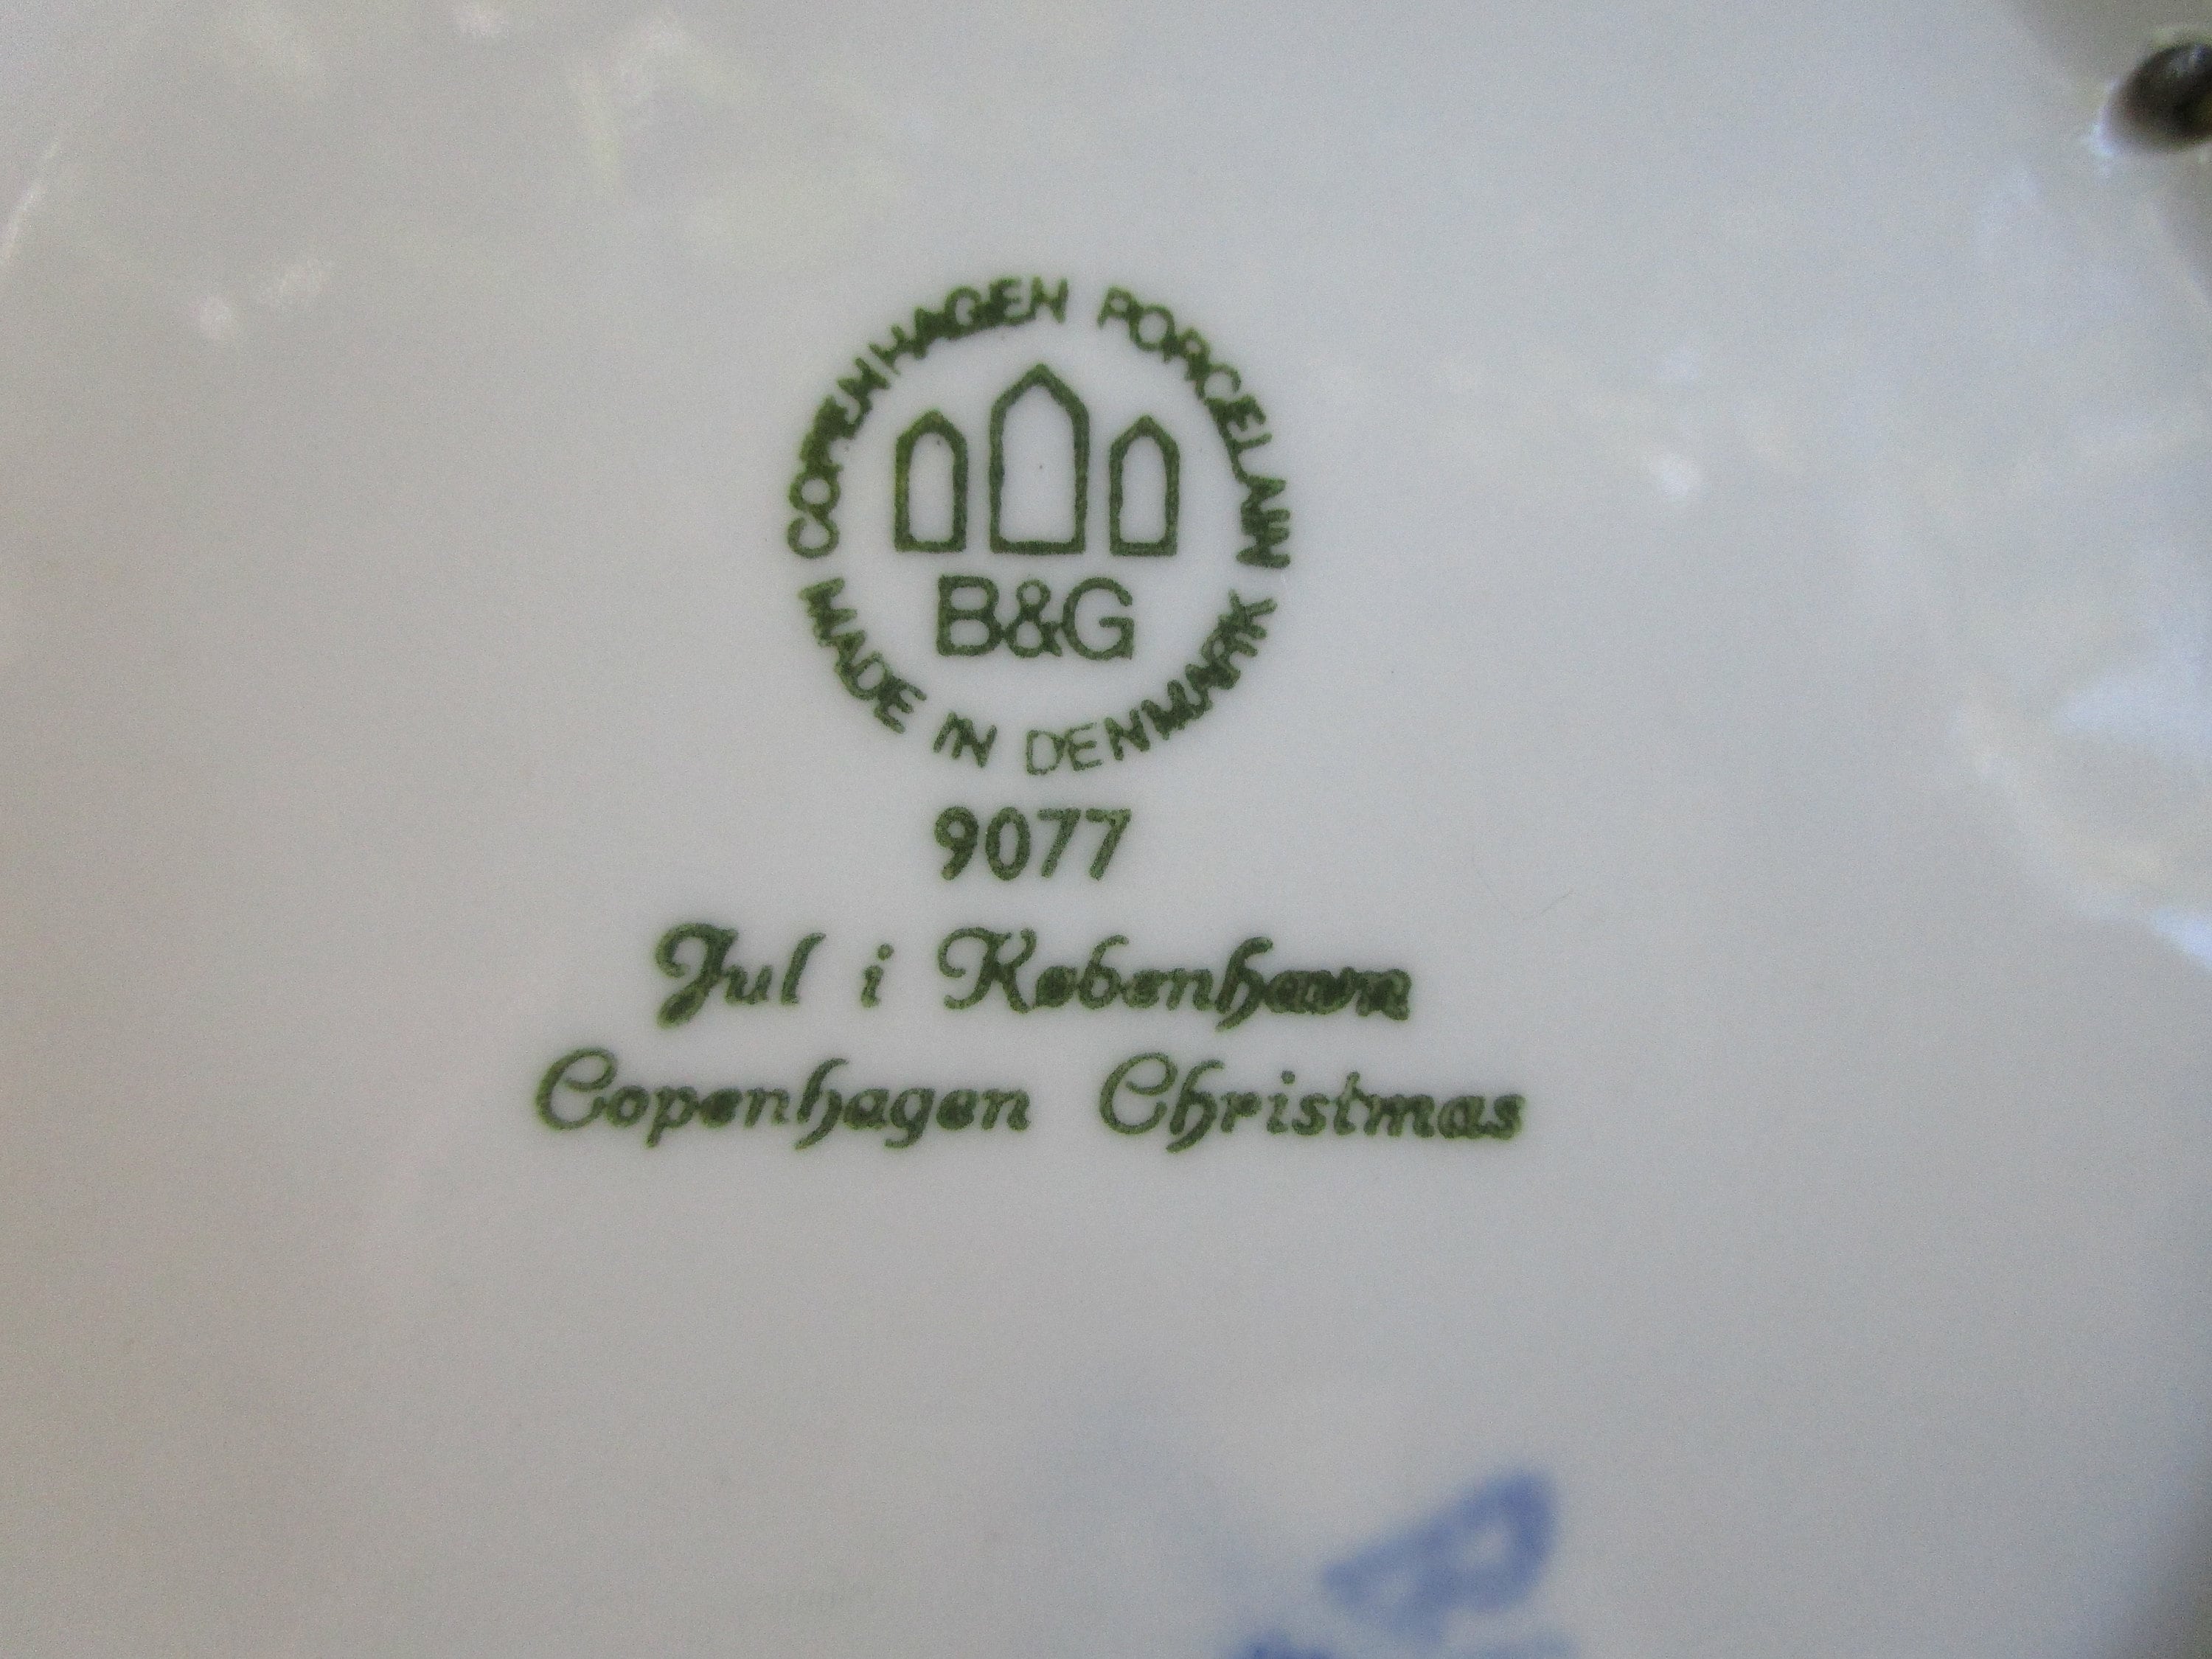 COPENHAGEN PORCELAIN
B&G
MADE IN DENMARK
9077
Jul i København
Copenhagen Christmas